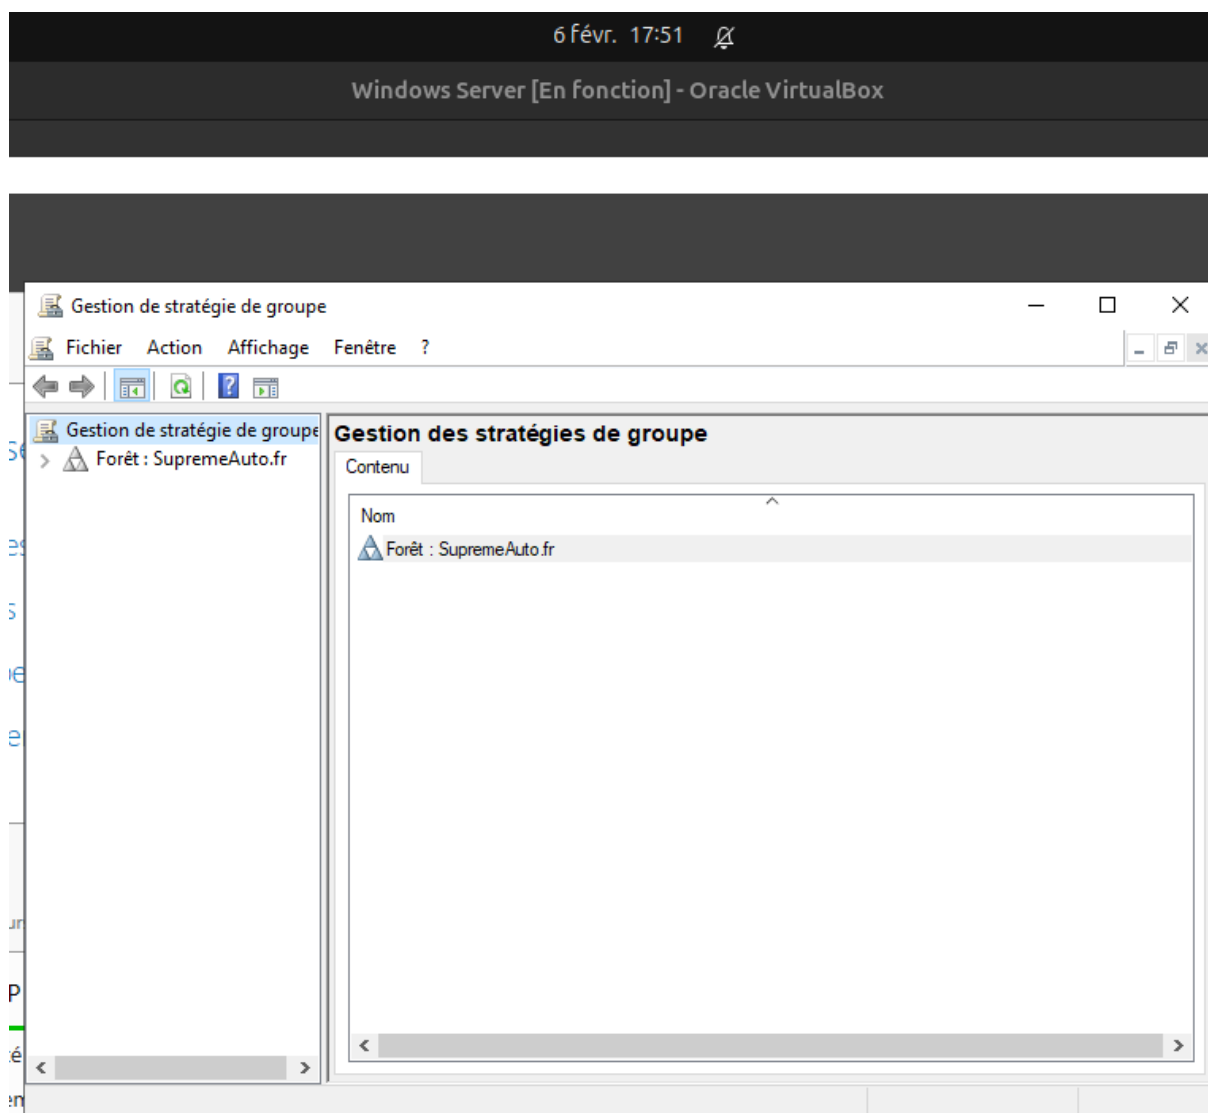 6 févr. 17:51
Windows Server [En fonction] - Oracle VirtualBox
Gestion de stratégie de groupe
Fichier Action Affichage Fenêtre ?
Gestion de stratégie de groupe
Forêt : SupremeAuto.fr
Gestion des stratégies de groupe
Contenu
Nom
Forêt : SupremeAuto.fr